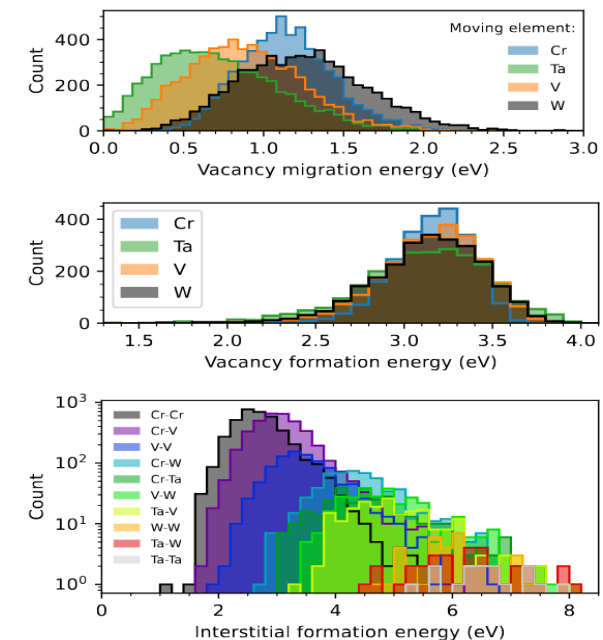 400
200
0
Count
Moving element:
Cr
Ta
V
W
0.0 0.5 1.0 1.5 2.0 2.5 3.0
Vacancy migration energy (eV)
400
200
0
Count
Cr
Ta
V
W
1.5 2.0 2.5 3.0 3.5 4.0
Vacancy formation energy (eV)
10³
10²
10¹
10⁰
Count
Cr-Cr
Cr-V
V-V
Cr-W
Cr-Ta
V-W
Ta-V
W-W
Ta-W
Ta-Ta
0 2 4 6 8
Interstitial formation energy (eV)